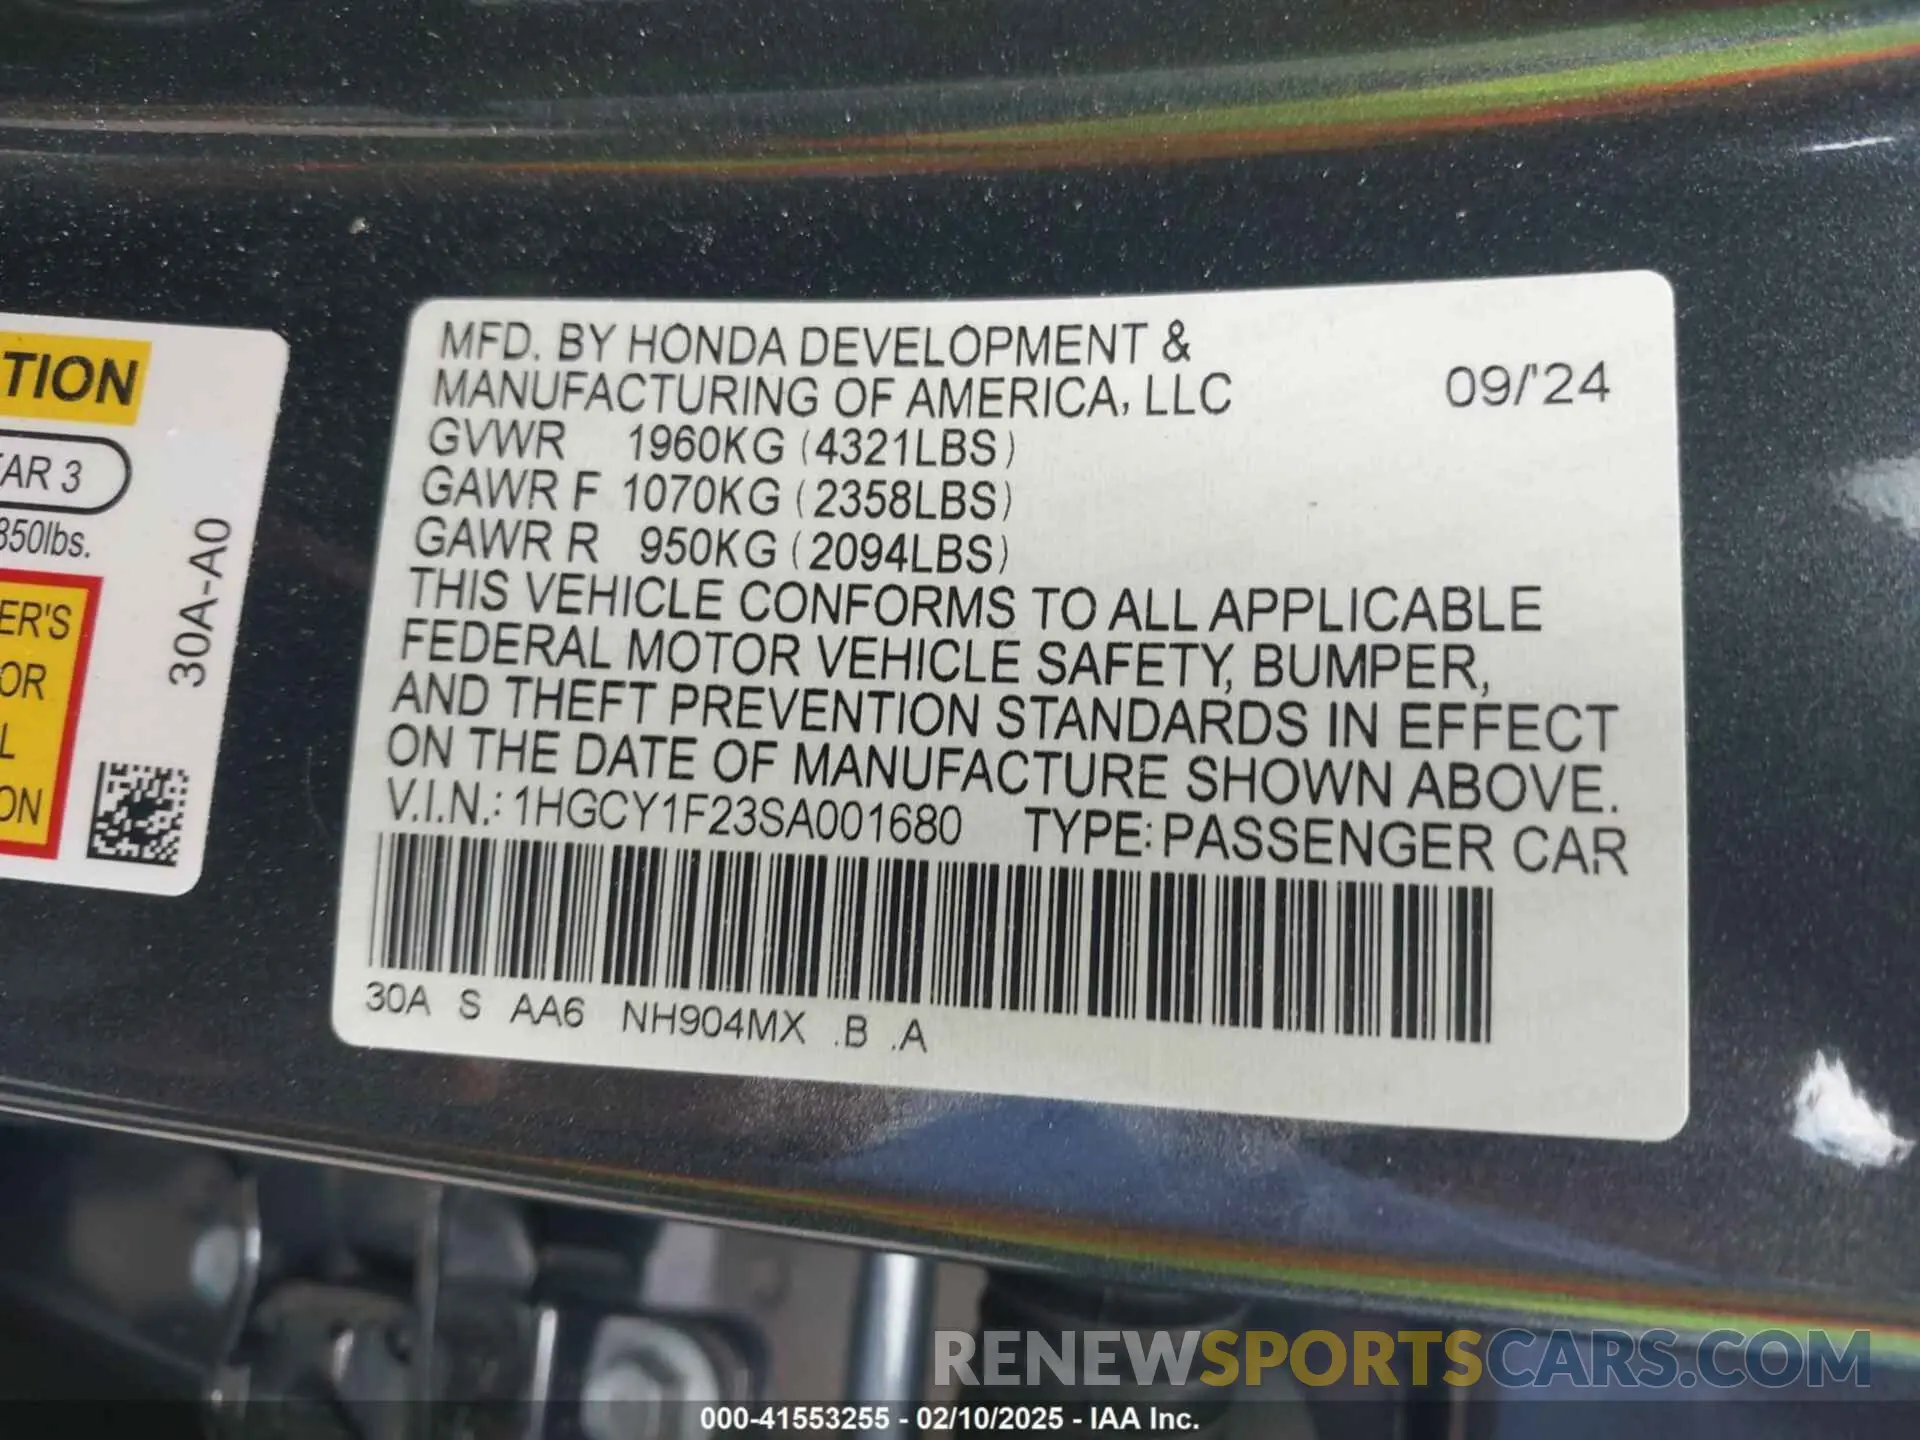 TION
AR 3
850lbs.
ER'S
OR
L
ON
30A-A0
MFD. BY HONDA DEVELOPMENT &
MANUFACTURING OF AMERICA, LLC 09/'24
GVWR 1960KG (4321LBS)
GAWR F 1070KG (2358LBS)
GAWR R 950KG (2094LBS)
THIS VEHICLE CONFORMS TO ALL APPLICABLE
FEDERAL MOTOR VEHICLE SAFETY, BUMPER,
AND THEFT PREVENTION STANDARDS IN EFFECT
ON THE DATE OF MANUFACTURE SHOWN ABOVE.
V.I.N.: 1HGCY1F23SA001680 TYPE: PASSENGER CAR
30A S AA6 NH904MX .B .A
RENEWSPORTSCARS.COM
000-41553255 - 02/10/2025 - IAA Inc.